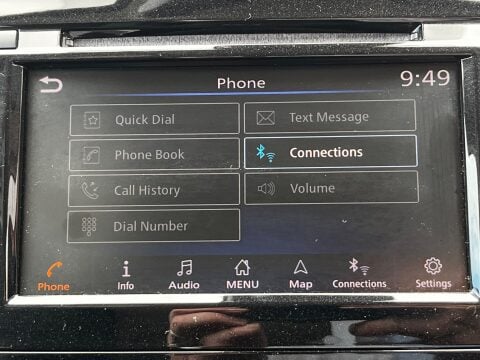 Phone
9:49
Quick Dial
Text Message
Phone Book
Connections
Call History
Volume
Dial Number
Phone
Info
Audio
MENU
Map
Connections
Settings